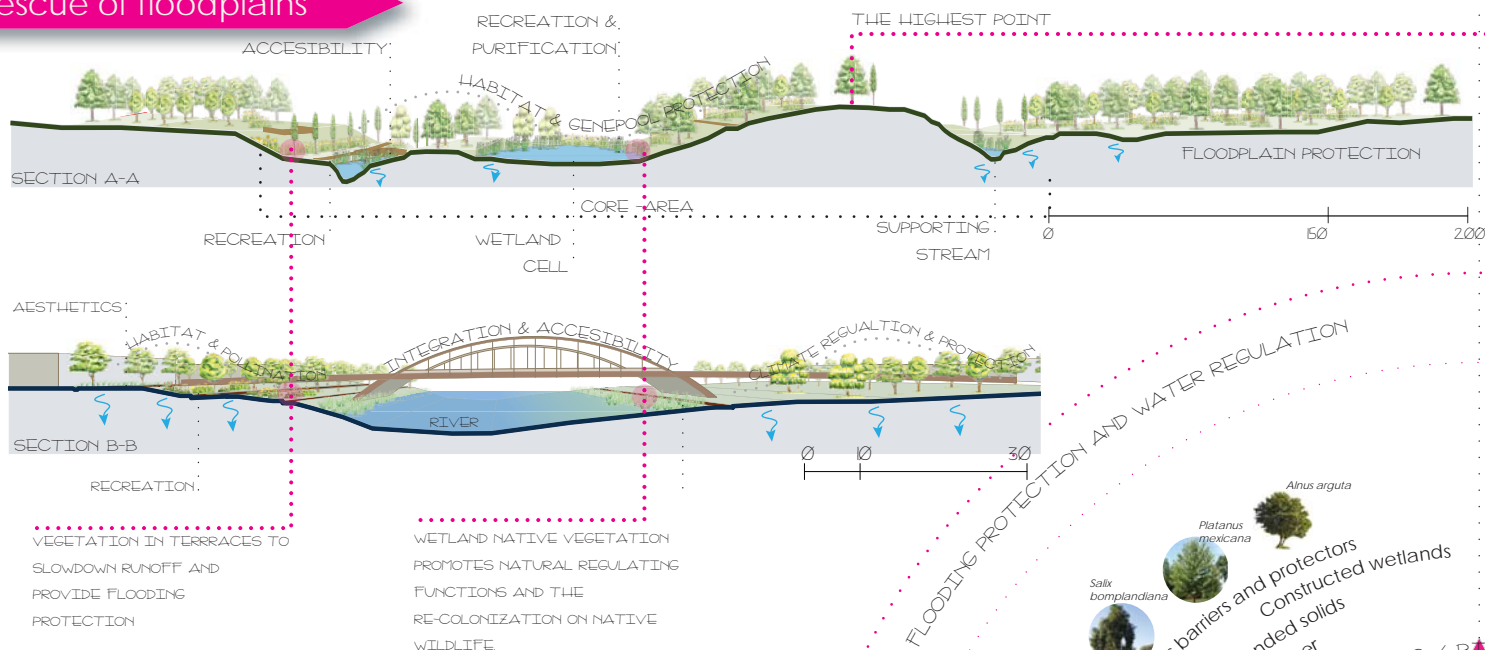 escue of floodplains
ACCESIBILITY
RECREATION &
PURIFICATION
THE HIGHEST POINT
HABITAT & GENEPOOL PROTECTION
FLOODPLAIN PROTECTION
SECTION A-A
CORE-AREA
RECREATION
WETLAND
CELL
SUPPORTING
STREAM
0 150 200
AESTHETICS
HABITAT & POLLINATION
INTEGRATION & ACCESIBILITY
CLIMATE REGUALTION & PROTECTION
RIVER
SECTION B-B
RECREATION
0 10 30
VEGETATION IN TERRRACES TO
SLOWDOWN RUNOFF AND
PROVIDE FLOODING
PROTECTION
WETLAND NATIVE VEGETATION
PROMOTES NATURAL REGULATING
FUNCTIONS AND THE
RE-COLONIZATION ON NATIVE
WILDLIFE
FLOODING PROTECTION AND WATER REGULATION
Alnus arguta
Platanus
mexicana
Salix
bomplandiana
barriers and protectors
Constructed wetlands
nded solids